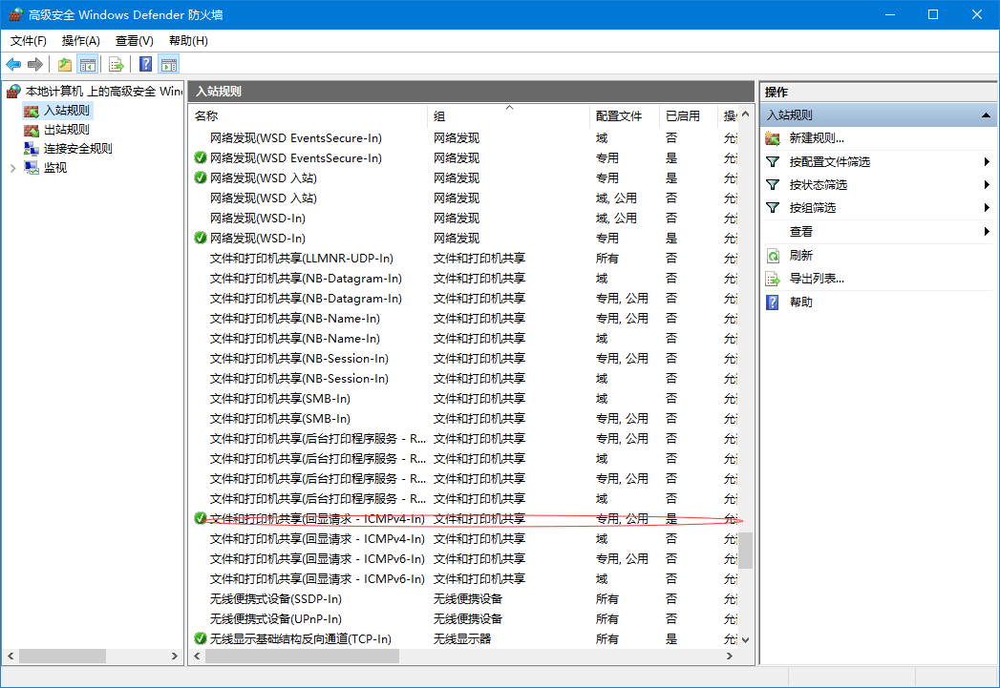 高级安全 Windows Defender 防火墙
文件(F) 操作(A) 查看(V) 帮助(H)
本地计算机 上的高级安全 Win
入站规则
出站规则
连接安全规则
监视
入站规则
名称 组 配置文件 已启用 操
网络发现(WSD EventsSecure-In) 网络发现 域 否 允
网络发现(WSD EventsSecure-In) 网络发现 专用 是 允
网络发现(WSD 入站) 网络发现 专用 是 允
网络发现(WSD 入站) 网络发现 域, 公用 否 允
网络发现(WSD-In) 网络发现 域, 公用 否 允
网络发现(WSD-In) 网络发现 专用 是 允
文件和打印机共享(LLMNR-UDP-In) 文件和打印机共享 所有 否 允
文件和打印机共享(NB-Datagram-In) 文件和打印机共享 域 否 允
文件和打印机共享(NB-Datagram-In) 文件和打印机共享 专用, 公用 否 允
文件和打印机共享(NB-Name-In) 文件和打印机共享 专用, 公用 否 允
文件和打印机共享(NB-Name-In) 文件和打印机共享 域 否 允
文件和打印机共享(NB-Session-In) 文件和打印机共享 专用, 公用 否 允
文件和打印机共享(NB-Session-In) 文件和打印机共享 域 否 允
文件和打印机共享(SMB-In) 文件和打印机共享 域 否 允
文件和打印机共享(SMB-In) 文件和打印机共享 专用, 公用 否 允
文件和打印机共享(后台打印程序服务 - R... 文件和打印机共享 专用, 公用 否 允
文件和打印机共享(后台打印程序服务 - R... 文件和打印机共享 域 否 允
文件和打印机共享(后台打印程序服务 - R... 文件和打印机共享 专用, 公用 否 允
文件和打印机共享(后台打印程序服务 - R... 文件和打印机共享 域 否 允
文件和打印机共享(回显请求 - ICMPv4-In) 文件和打印机共享 专用, 公用 是 允
文件和打印机共享(回显请求 - ICMPv4-In) 文件和打印机共享 域 否 允
文件和打印机共享(回显请求 - ICMPv6-In) 文件和打印机共享 专用, 公用 否 允
文件和打印机共享(回显请求 - ICMPv6-In) 文件和打印机共享 域 否 允
无线便携式设备(SSDP-In) 无线便携设备 所有 否 允
无线便携式设备(UPnP-In) 无线便携设备 所有 否 允
无线显示基础结构反向通道(TCP-In) 无线显示器 所有 是 允
操作
入站规则
新建规则...
按配置文件筛选
按状态筛选
按组筛选
查看
刷新
导出列表...
帮助